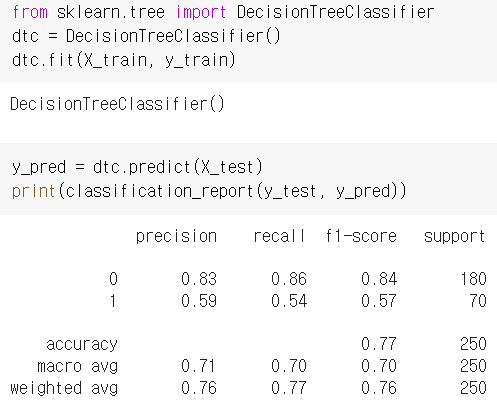 from sklearn.tree import DecisionTreeClassifier
dtc = DecisionTreeClassifier()
dtc.fit(X_train, y_train)
DecisionTreeClassifier()
y_pred = dtc.predict(X_test)
print(classification_report(y_test, y_pred))
precision recall f1-score support
0 0.83 0.86 0.84 180
1 0.59 0.54 0.57 70
accuracy 0.77 250
macro avg 0.71 0.70 0.70 250
weighted avg 0.76 0.77 0.76 250